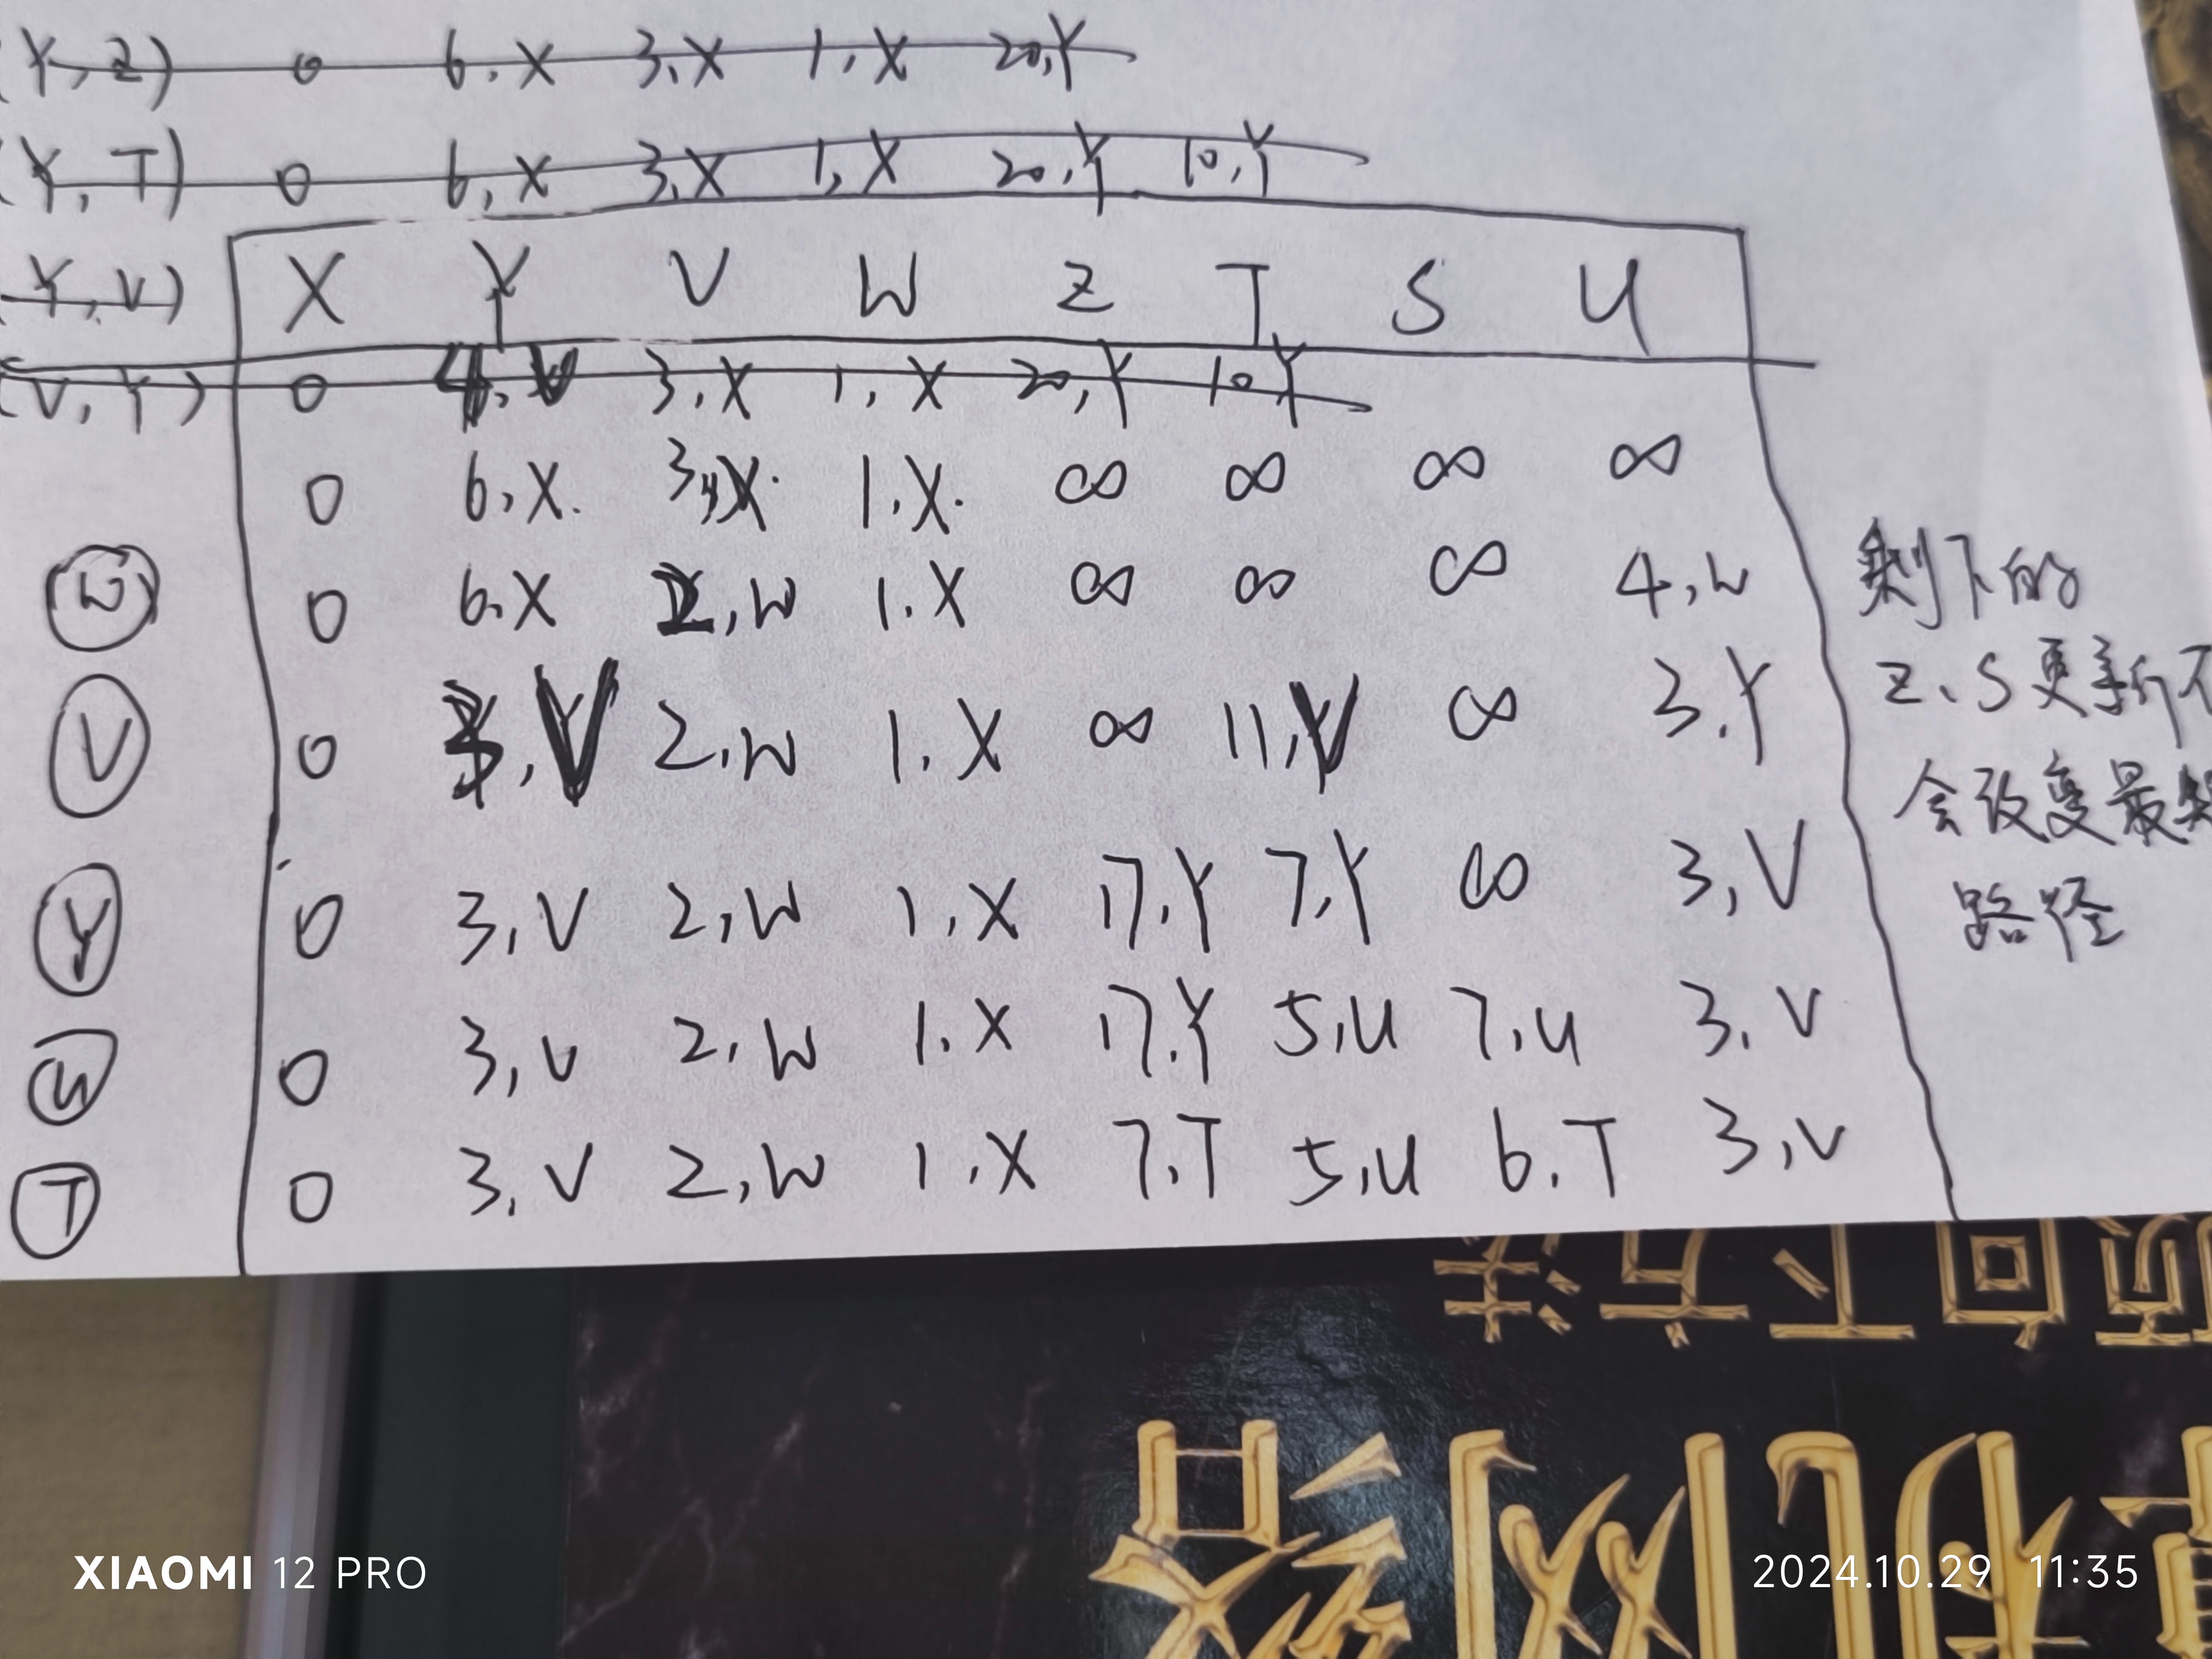 (Y, Z) 0 6, X 3, X 1, X 20, Y
(Y, T) 0 6, X 3, X 1, X 20, Y 10, Y
(Y, V) X Y V W Z T S U
(V, Y) 0 4, V 3, X 1, X 20, Y 10, Y
0 6, X. 3, X. 1, X. ∞ ∞ ∞ ∞
W 0 6, X 2, W 1. X ∞ ∞ ∞ 4, W
V 0 3, V 2, W 1. X ∞ 11, V ∞ 3. Y
Y 0 3, V 2, W 1, X 17. Y 7, Y ∞ 3, V
U 0 3, V 2, W 1. X 17. Y 5, U 7, U 3. V
T 0 3, V 2, W 1, X 7. T 5, U 6. T 3, V
剩下的
Z、S更新不
会改变最短
路径
XIAOMI 12 PRO
2024.10.29 11:35